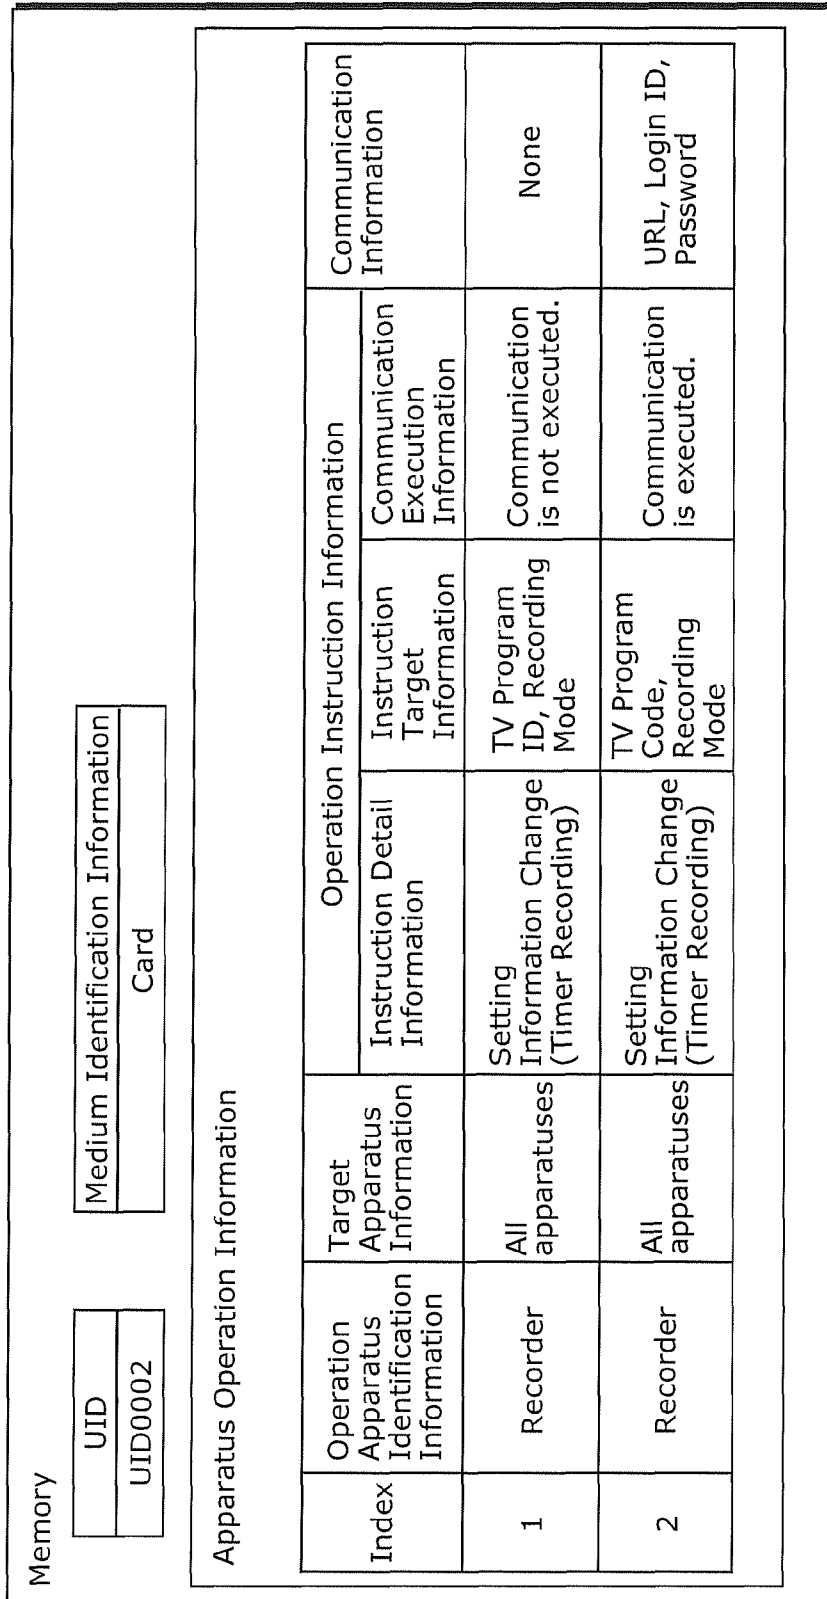 Memory
UID
UID0002
Medium Identification Information
Card
Apparatus Operation Information
Index
Operation
Apparatus
Identification
Information
Target
Apparatus
Information
Operation Instruction Information
Instruction Detail
Information
Instruction
Target
Information
Communication
Execution
Information
Communication
Information
1
Recorder
All
apparatuses
Setting
Information Change
(Timer Recording)
TV Program
ID, Recording
Mode
Communication
is not executed.
None
2
Recorder
All
apparatuses
Setting
Information Change
(Timer Recording)
TV Program
Code,
Recording
Mode
Communication
is executed.
URL, Login ID,
Password